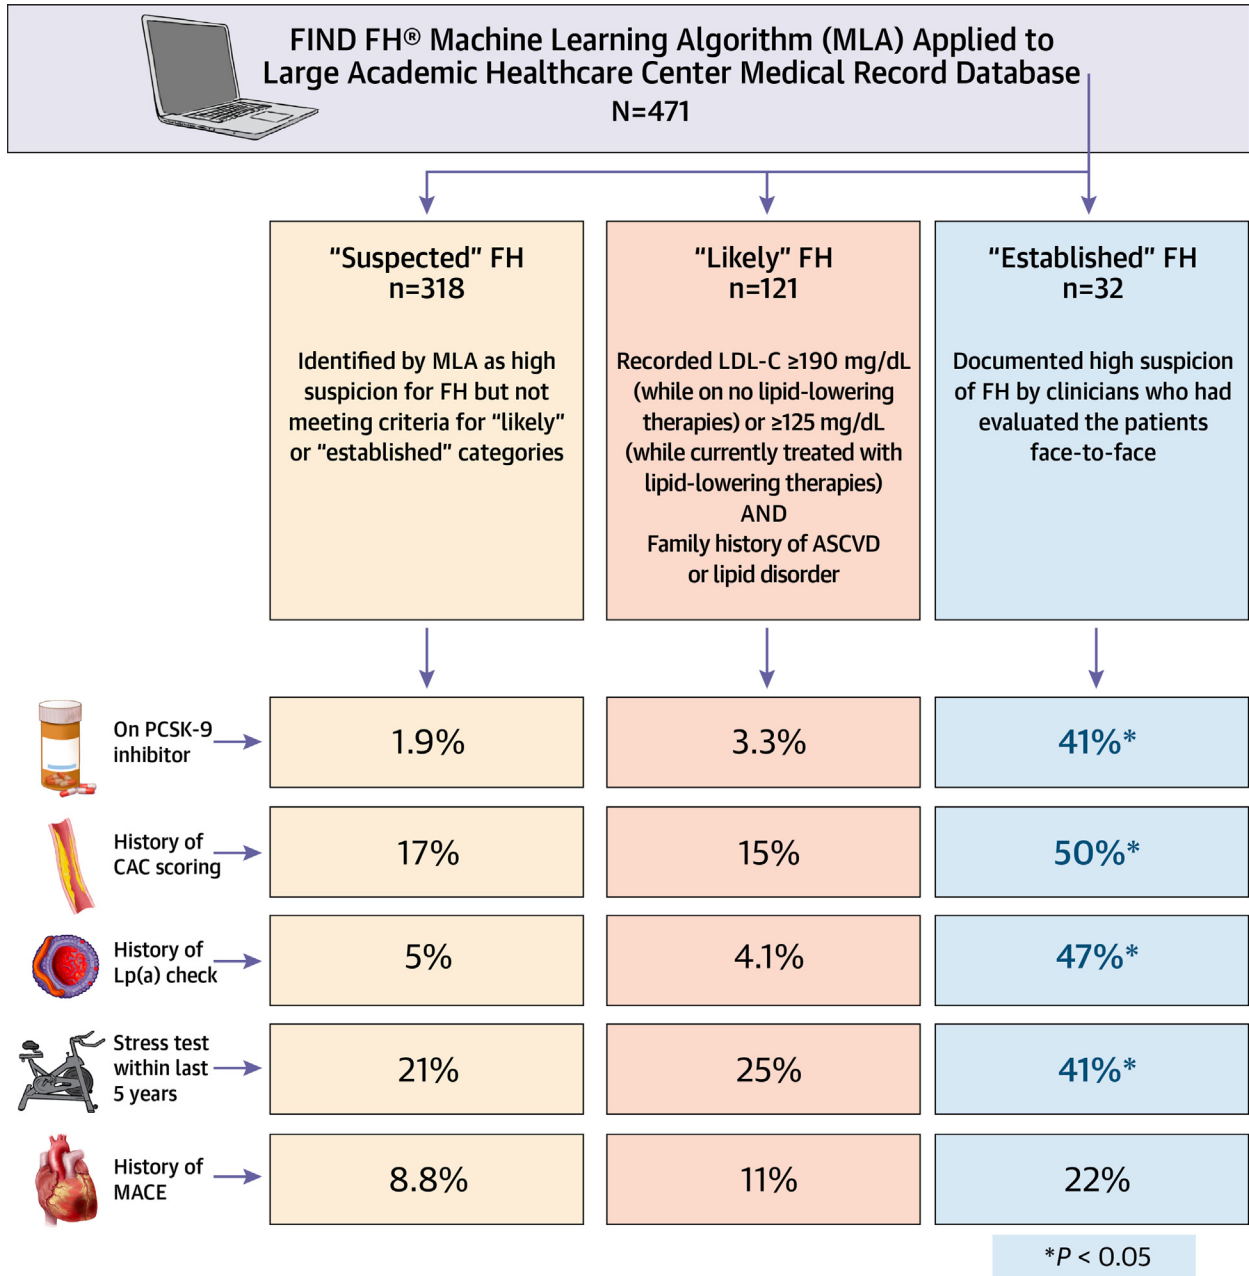 FIND FH® Machine Learning Algorithm (MLA) Applied to
Large Academic Healthcare Center Medical Record Database
N=471
“Suspected” FH
n=318
Identified by MLA as high
suspicion for FH but not
meeting criteria for “likely”
or “established” categories
“Likely” FH
n=121
Recorded LDL-C ≥190 mg/dL
(while on no lipid-lowering
therapies) or ≥125 mg/dL
(while currently treated with
lipid-lowering therapies)
AND
Family history of ASCVD
or lipid disorder
“Established” FH
n=32
Documented high suspicion
of FH by clinicians who had
evaluated the patients
face-to-face
On PCSK-9
inhibitor
1.9%
3.3%
41%*
History of
CAC scoring
17%
15%
50%*
History of
Lp(a) check
5%
4.1%
47%*
Stress test
within last
5 years
21%
25%
41%*
History of
MACE
8.8%
11%
22%
*P < 0.05